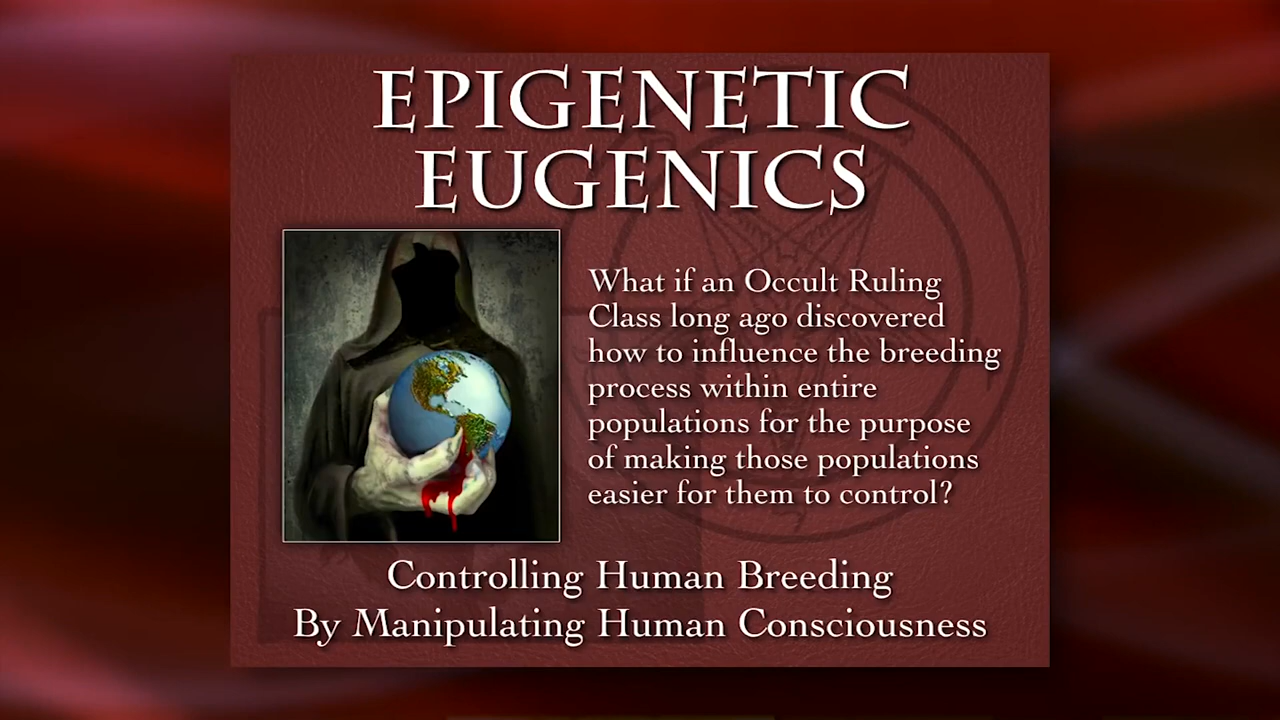 EPIGENETIC
EUGENICS
What if an Occult Ruling
Class long ago discovered
how to influence the breeding
process within entire
populations for the purpose
of making those populations
easier for them to control?
Controlling Human Breeding
By Manipulating Human Consciousness